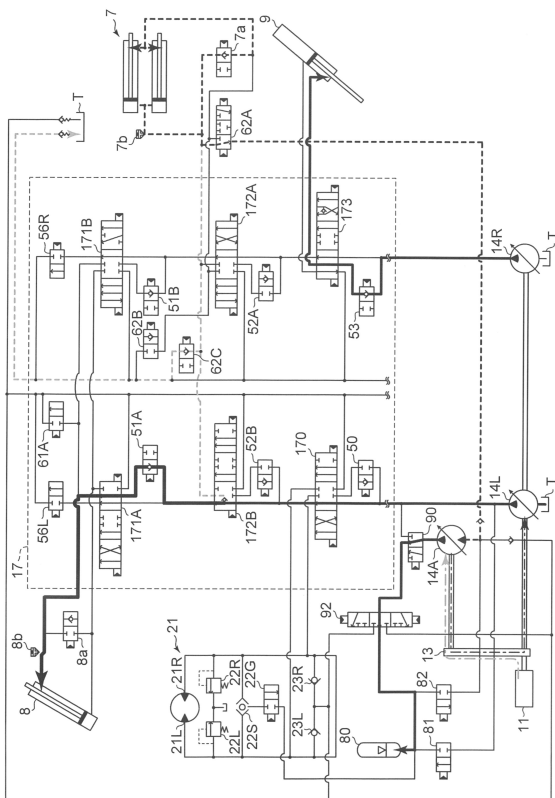 7
9
7b
T
7a
62A
17
56R
171B
172A
173
14R
T
51B
62B
52A
53
62C
61A
51A
56L
171A
52B
172B
170
50
14L
T
90
14A
8b
8a
8
92
21
21R
21L
22R
22G
22L
22S
23R
23L
13
82
11
80
81